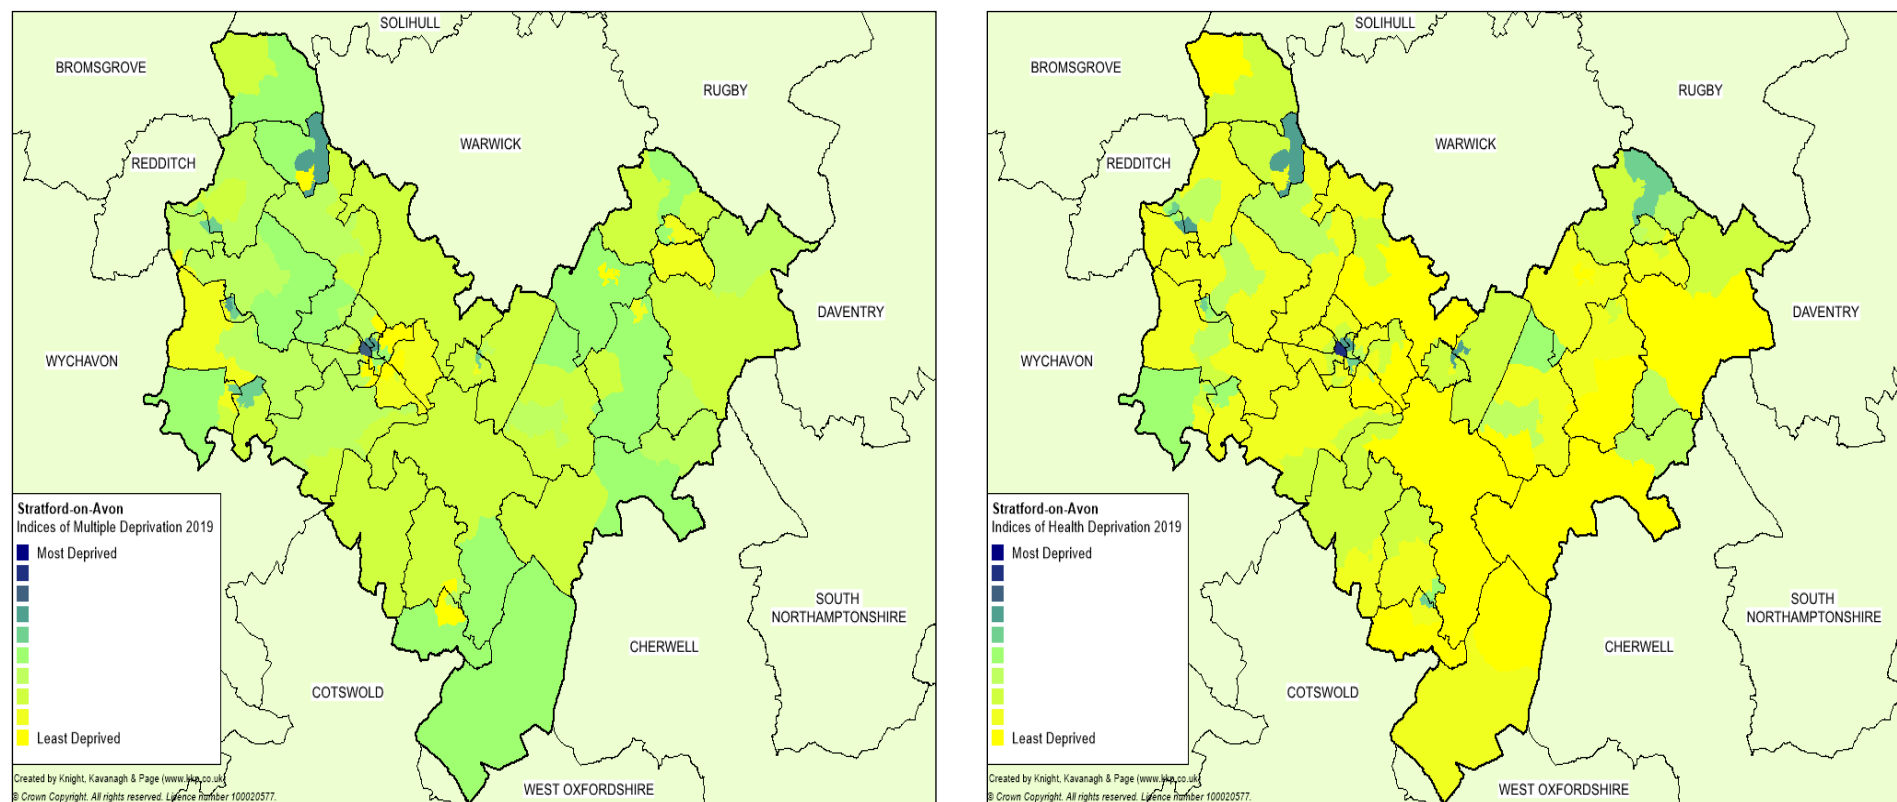 SOLIHULL
BROMSGROVE
RUGBY
WARWICK
REDDITCH
DAVENTRY
WYCHAVON
SOUTH
NORTHAMPTONSHIRE
CHERWELL
COTSWOLD
WEST OXFORDSHIRE
Stratford-on-Avon
Indices of Multiple Deprivation 2019
Most Deprived
Least Deprived
Created by Knight, Kavanagh & Page (www.kkp.co.uk
© Crown Copyright. All rights reserved. Licence number 100020577.
SOLIHULL
BROMSGROVE
RUGBY
WARWICK
REDDITCH
DAVENTRY
WYCHAVON
SOUTH
NORTHAMPTONSHIRE
CHERWELL
COTSWOLD
WEST OXFORDSHIRE
Stratford-on-Avon
Indices of Health Deprivation 2019
Most Deprived
Least Deprived
Created by Knight, Kavanagh & Page (www.kkp.co.uk
© Crown Copyright. All rights reserved. Licence number 100020577.